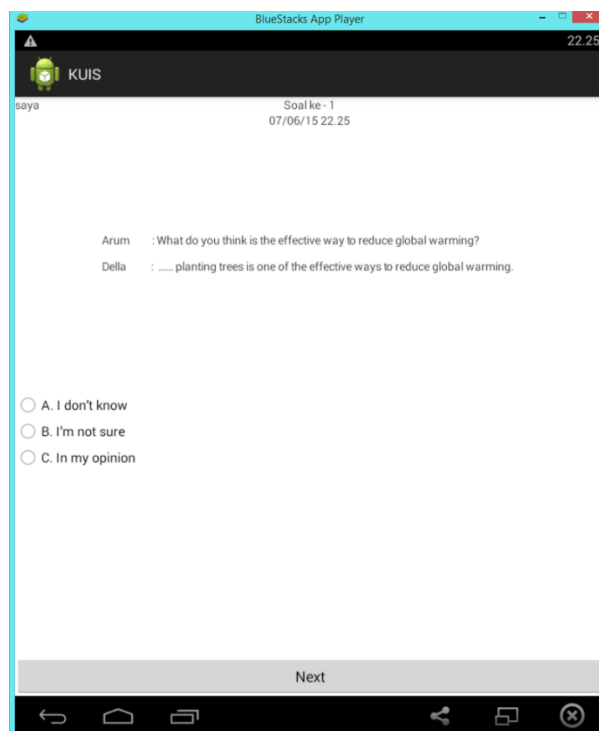 BlueStacks App Player
22.25
KUIS
saya
Soal ke - 1
07/06/15 22.25
Arum : What do you think is the effective way to reduce global warming?
Della : ..... planting trees is one of the effective ways to reduce global warming.
A. I don't know
B. I'm not sure
C. In my opinion
Next